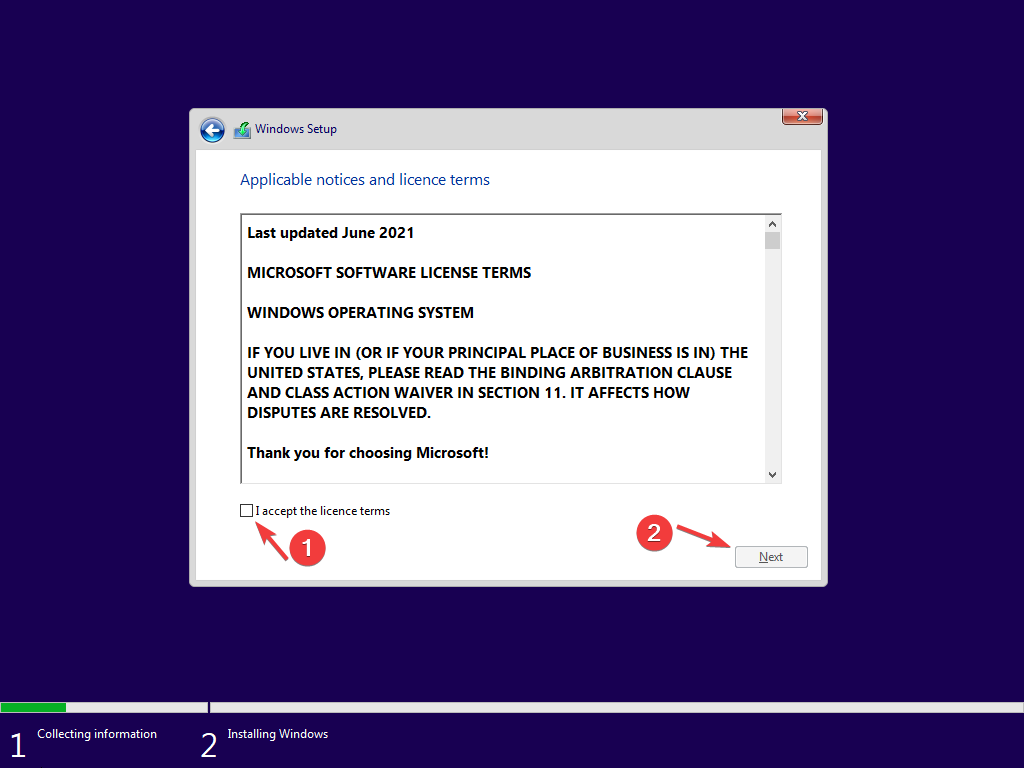 Windows Setup
Applicable notices and licence terms
Last updated June 2021
MICROSOFT SOFTWARE LICENSE TERMS
WINDOWS OPERATING SYSTEM
IF YOU LIVE IN (OR IF YOUR PRINCIPAL PLACE OF BUSINESS IS IN) THE
UNITED STATES, PLEASE READ THE BINDING ARBITRATION CLAUSE
AND CLASS ACTION WAIVER IN SECTION 11. IT AFFECTS HOW
DISPUTES ARE RESOLVED.
Thank you for choosing Microsoft!
I accept the licence terms
1
2
Next
1 Collecting information
2 Installing Windows